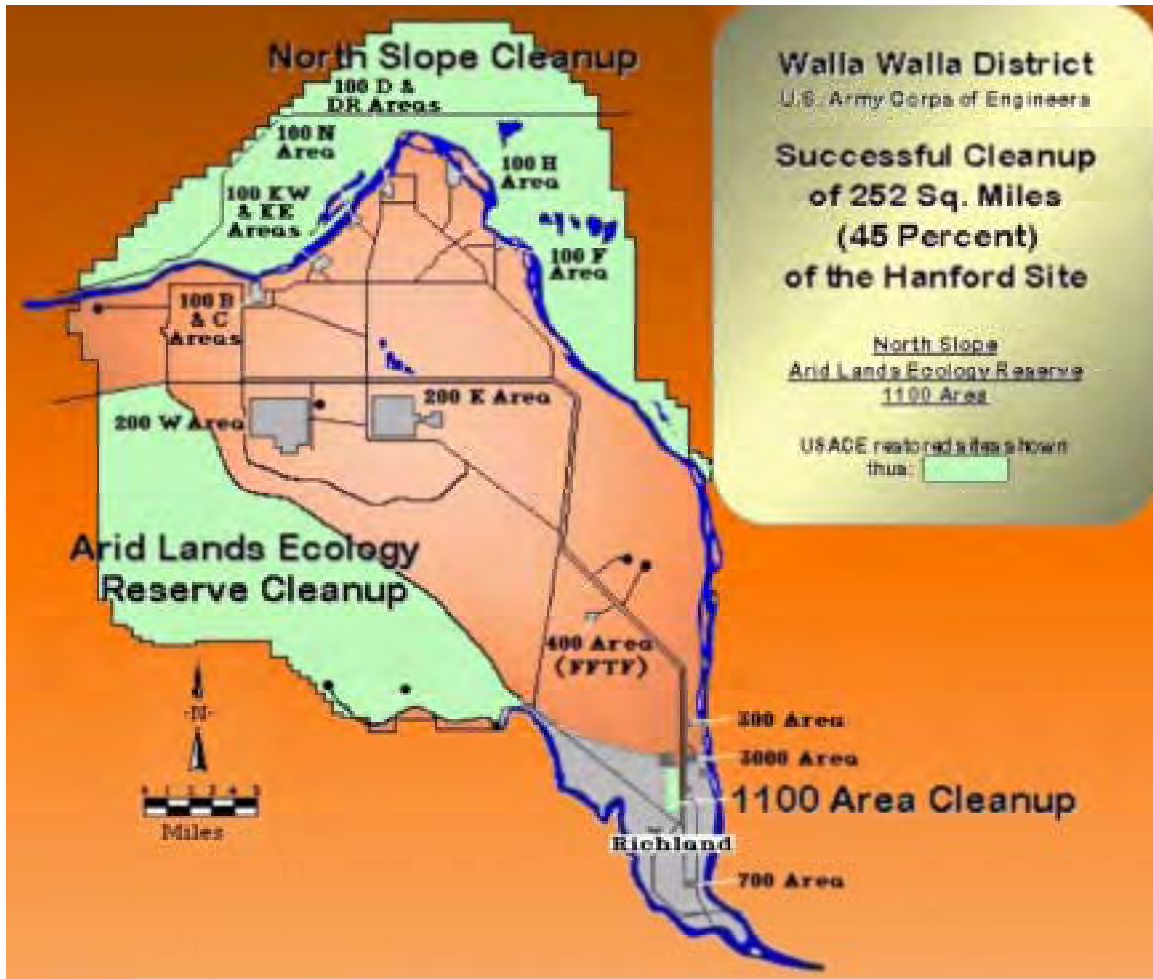 North Slope Cleanup
100 D &
DR Areas
100 N
Area
100 H
Area
100 KW
& KE
Areas
100 F
Area
100 B
& C
Areas
200 W Area
200 E Area
Arid Lands Ecology
Reserve Cleanup
400 Area
(FFTF)
-N-
Miles
300 Area
3000 Area
1100 Area Cleanup
Richland
700 Area
Walla Walla District
U.S. Army Corps of Engineers
Successful Cleanup
of 252 Sq. Miles
(45 Percent)
of the Hanford Site
North Slope
Arid Lands Ecology Reserve
1100 Area
USACE restored sites shown
thus: